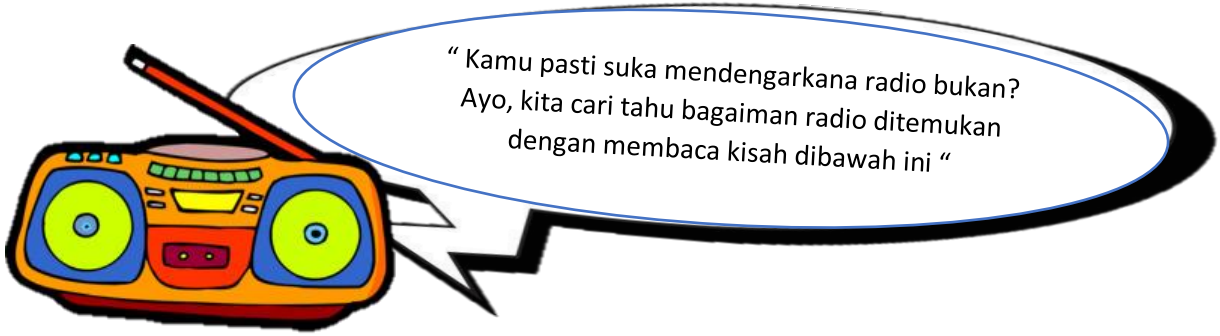 “ Kamu pasti suka mendengarkana radio bukan?
Ayo, kita cari tahu bagaiman radio ditemukan
dengan membaca kisah dibawah ini “